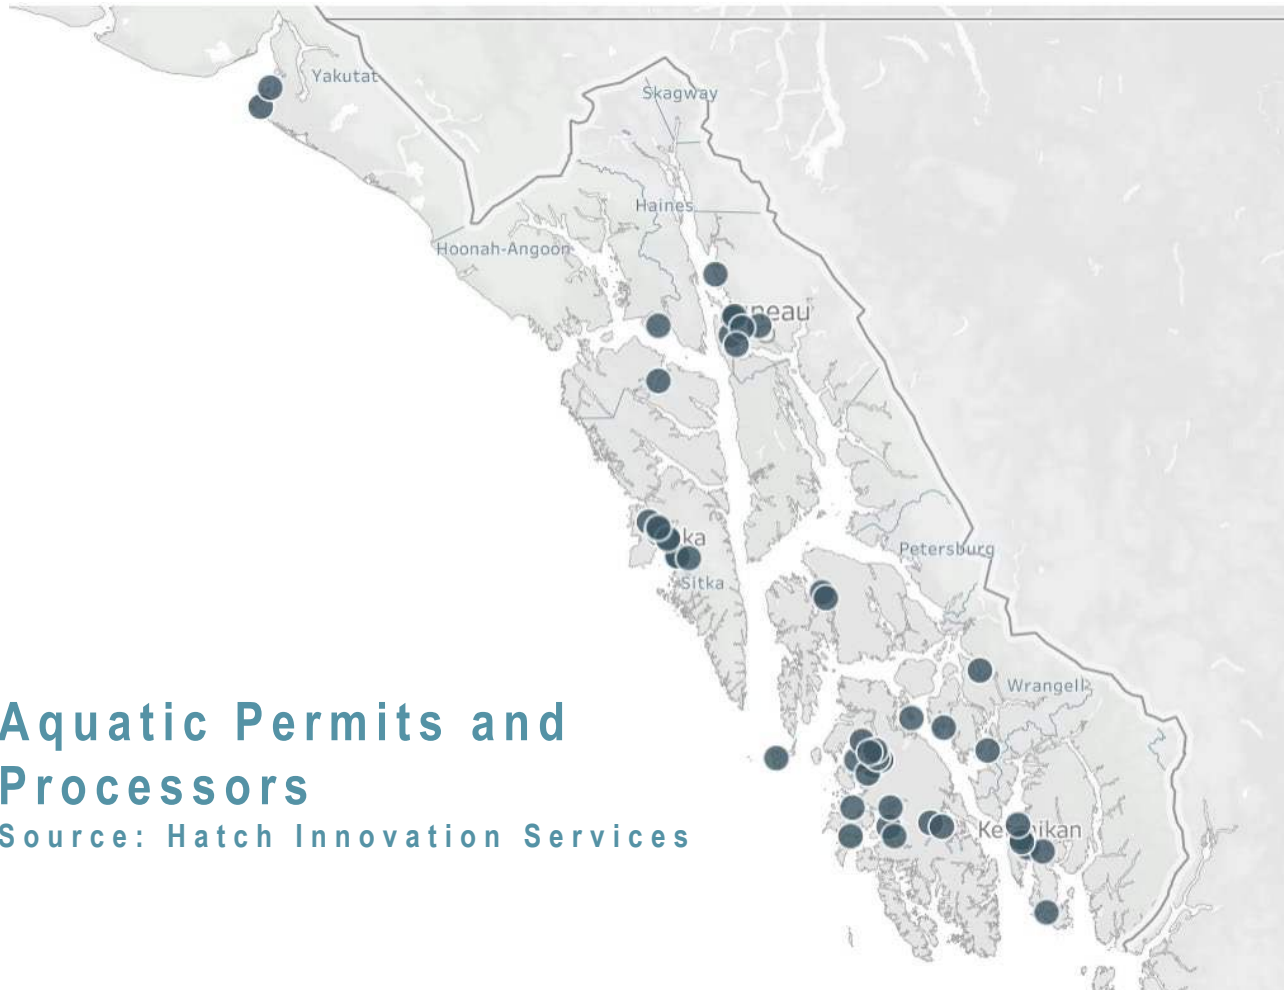 Yakutat
Skagway
Haines
Hoonah-Angoon
Sitka
Petersburg
Wrangell
Aquatic Permits and
Processors
Source: Hatch Innovation Services